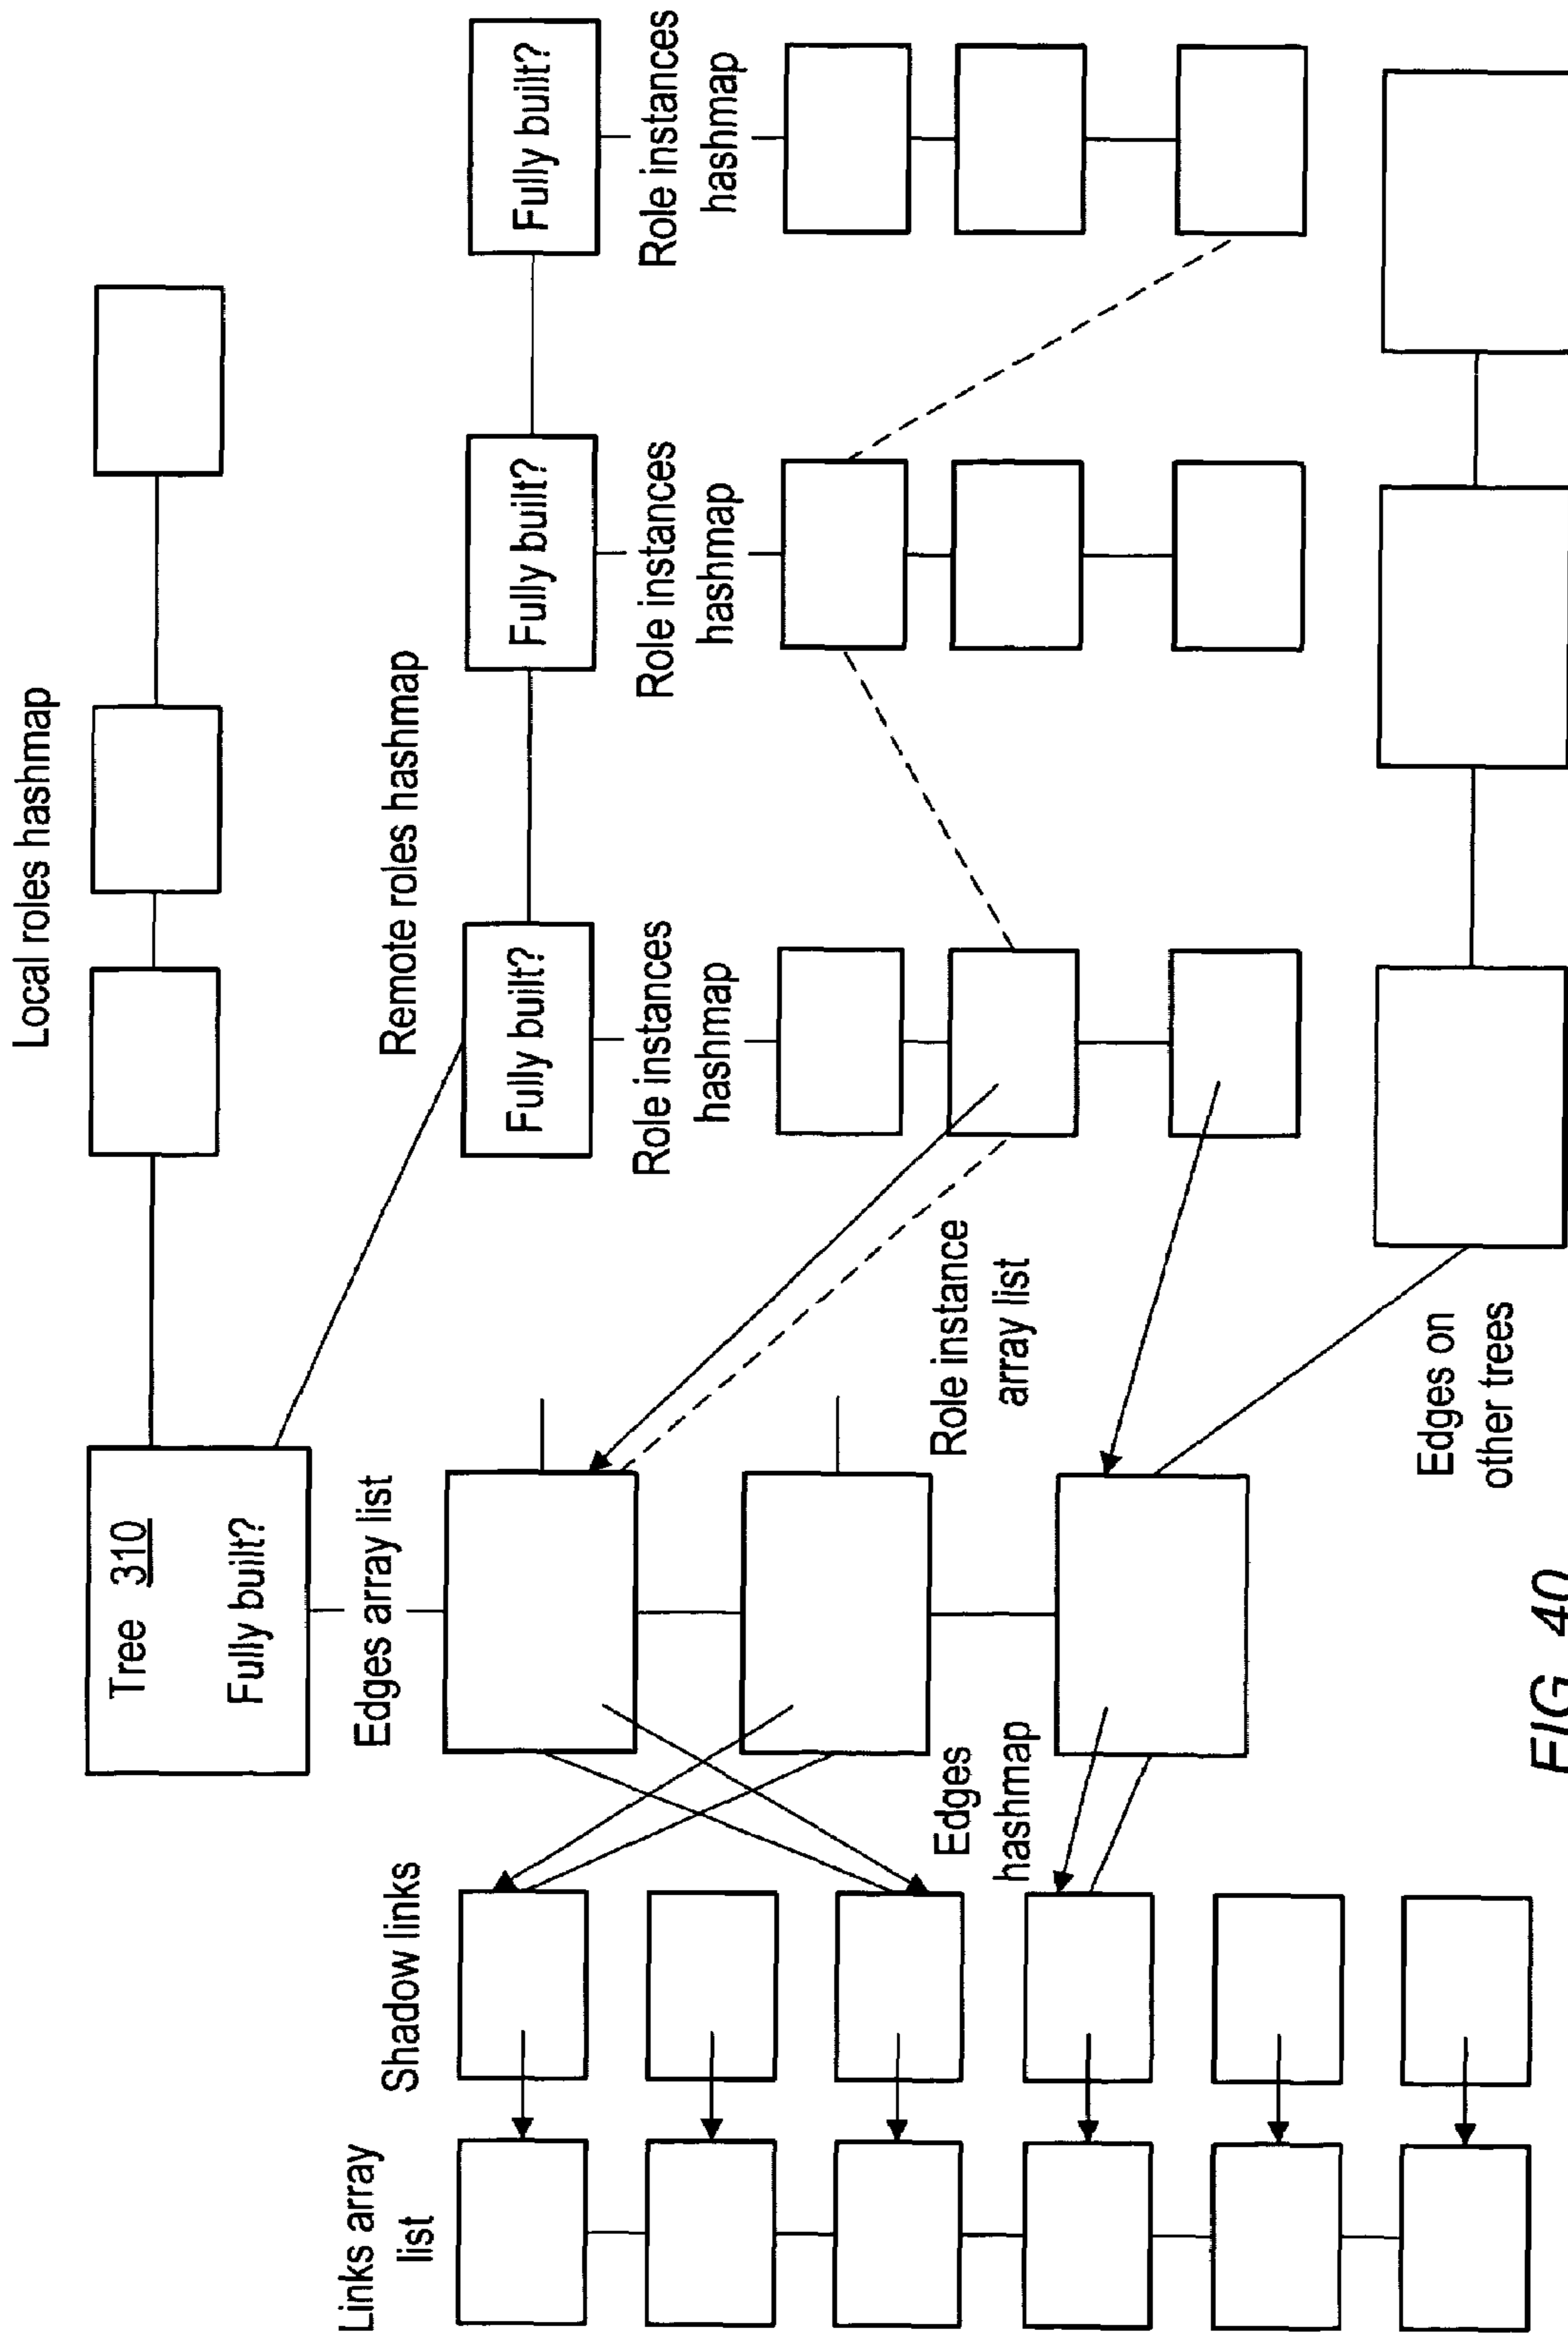 Local roles hashmap
Tree 310
Fully built?
Remote roles hashmap
Fully built?
Fully built?
Fully built?
Links array
list
Shadow links
Edges array list
Role instances
hashmap
Role instances
hashmap
Role instances
hashmap
Edges
hashmap
Role instance
array list
Edges on
other trees
FIG. 40